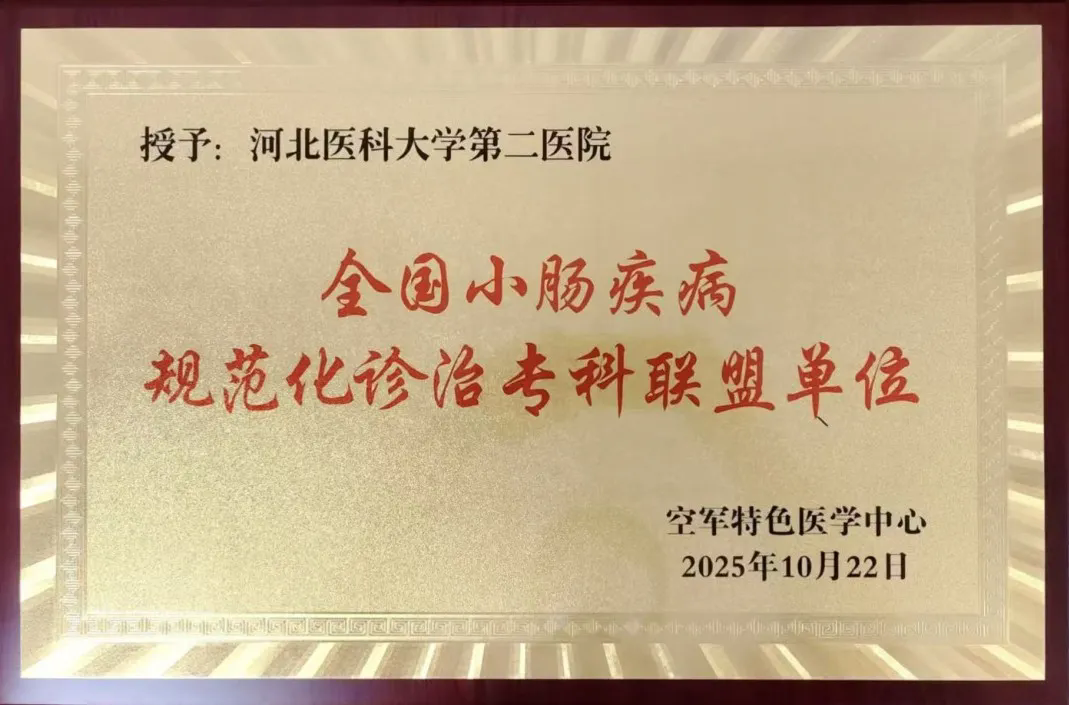 授予：河北医科大学第二医院
全国小肠疾病
规范化诊治专科联盟单位
空军特色医学中心
2025年10月22日